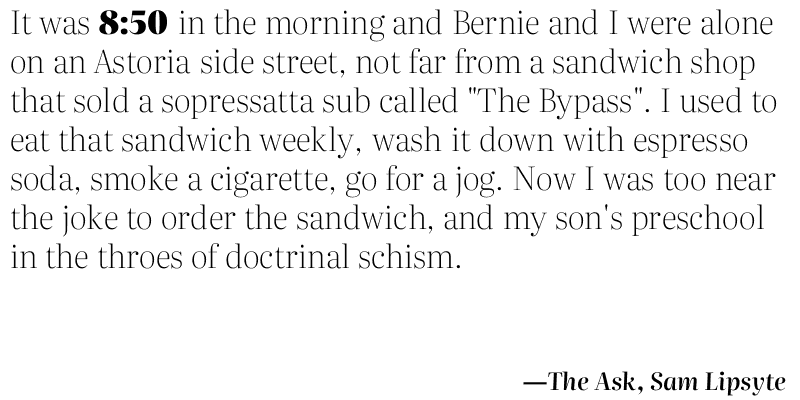 It was 8:50 in the morning and Bernie and I were alone
on an Astoria side street, not far from a sandwich shop
that sold a sopressatta sub called "The Bypass". I used to
eat that sandwich weekly, wash it down with espresso
soda, smoke a cigarette, go for a jog. Now I was too near
the joke to order the sandwich, and my son's preschool
in the throes of doctrinal schism.
—The Ask, Sam Lipsyte